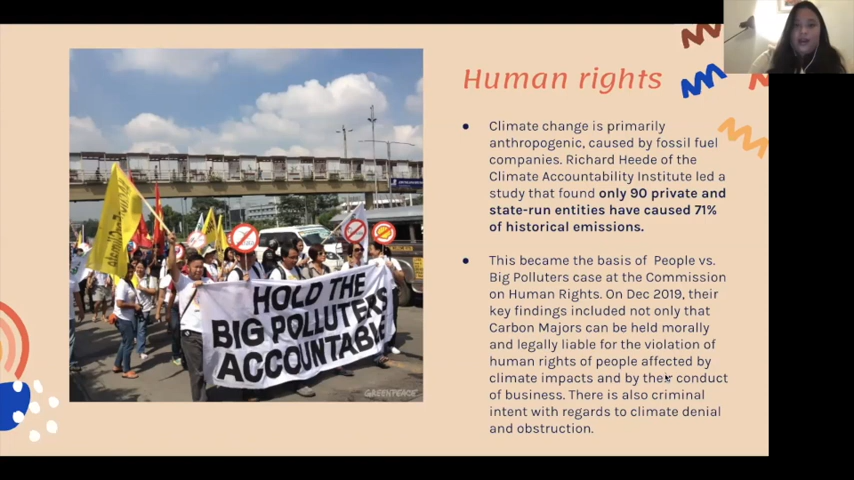 Human rights
Climate change is primarily
anthropogenic, caused by fossil fuel
companies. Richard Heede of the
Climate Accountability Institute led a
study that found only 90 private and
state-run entities have caused 71%
of historical emissions.
This became the basis of People vs.
Big Polluters case at the Commission
on Human Rights. On Dec 2019, their
key findings included not only that
Carbon Majors can be held morally
and legally liable for the violation of
human rights of people affected by
climate impacts and by their conduct
of business. There is also criminal
intent with regards to climate denial
and obstruction.
HOLD THE
BIG POLLUTERS
ACCOUNTABLE
GREENPEACE